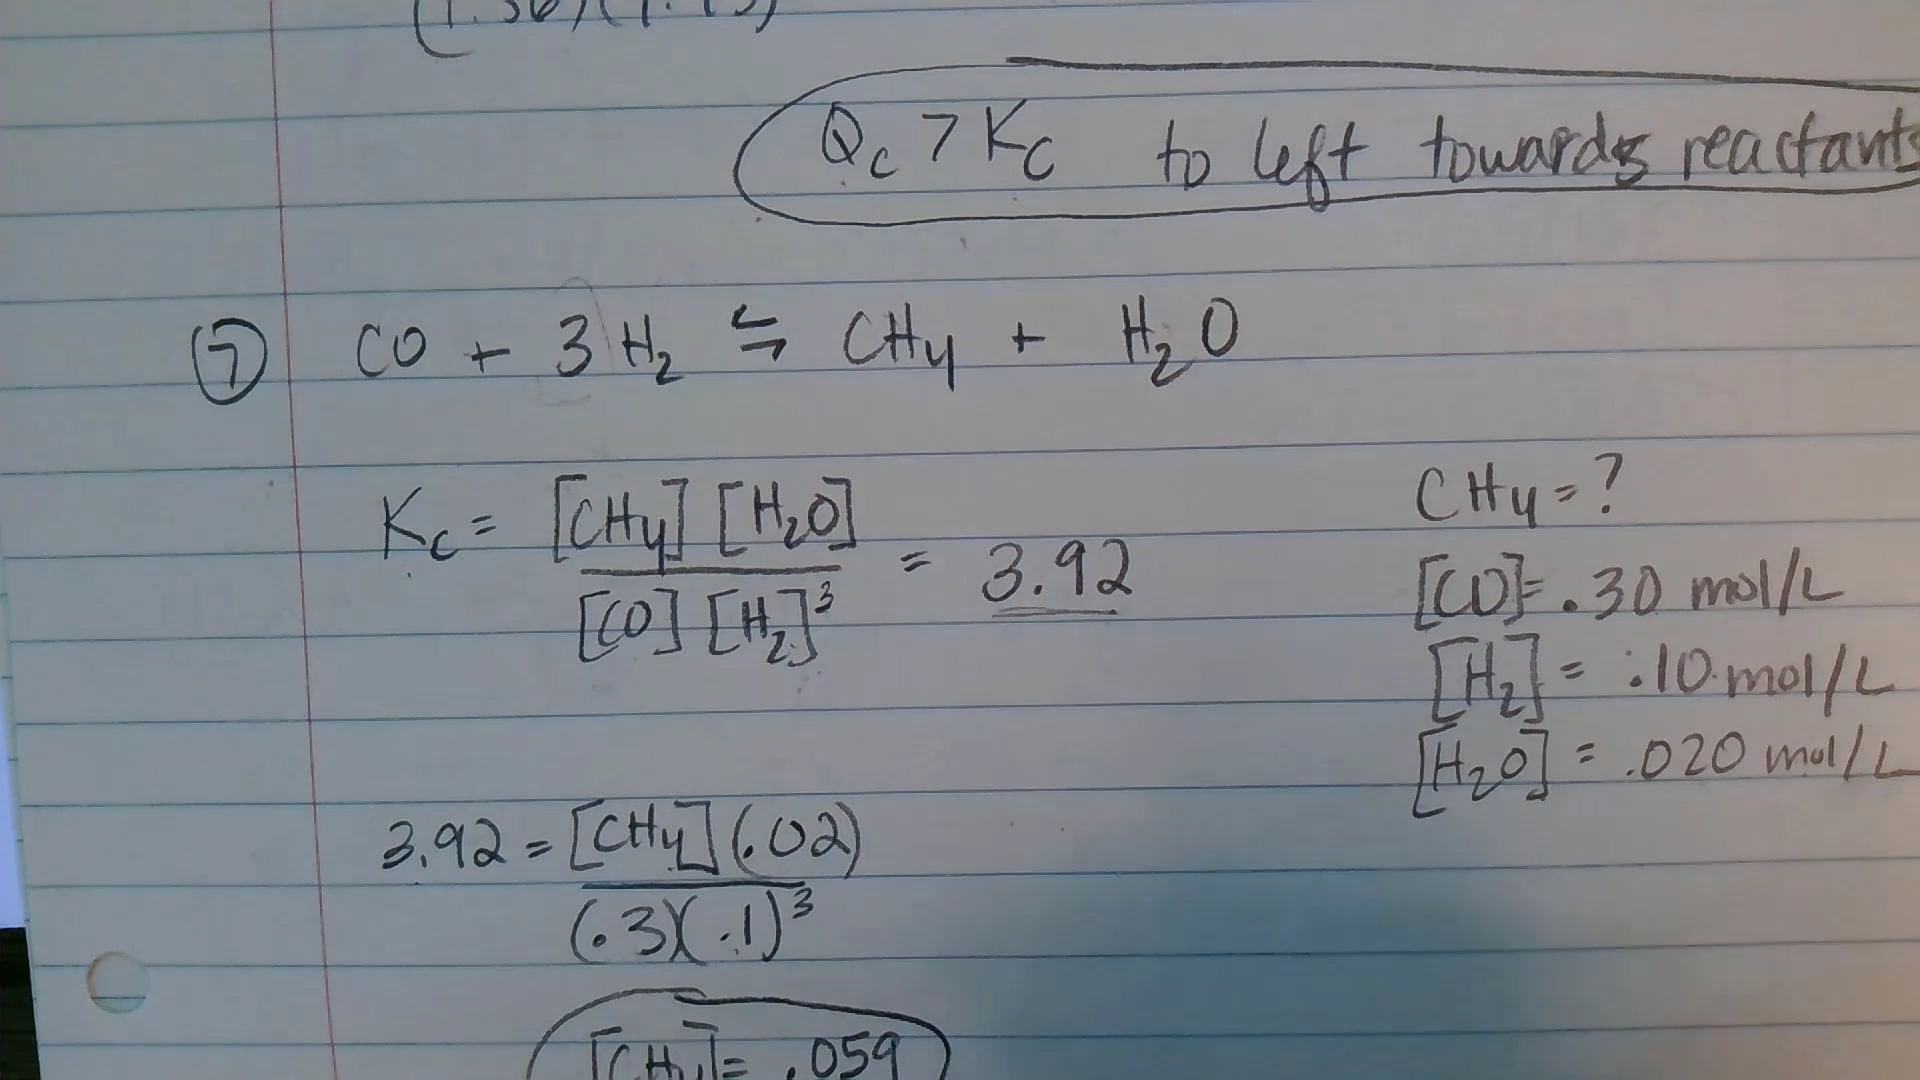 Qc > Kc to left towards reactants
⑦ CO + 3 H₂ ⇆ CH₄ + H₂O
Kc = [CH₄] [H₂O] / [CO] [H₂]³ = 3.92
CH₄ = ?
[CO] = .30 mol/L
[H₂] = .10 mol/L
[H₂O] = .020 mol/L
3.92 = [CH₄] (.02) / (.3)(.1)³
[CH₄] = .059